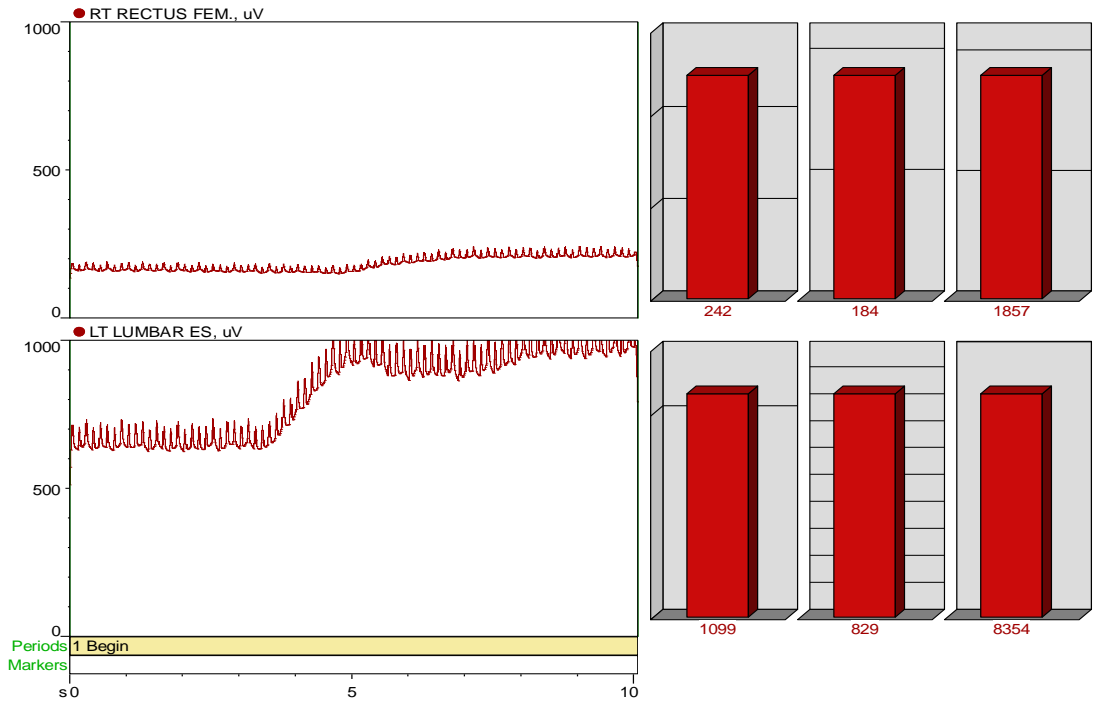 RT RECTUS FEM., uV
1000
500
0
242 184 1857
LT LUMBAR ES, uV
1000
500
0
1099 829 8354
Periods 1 Begin
Markers
s 0 5 10